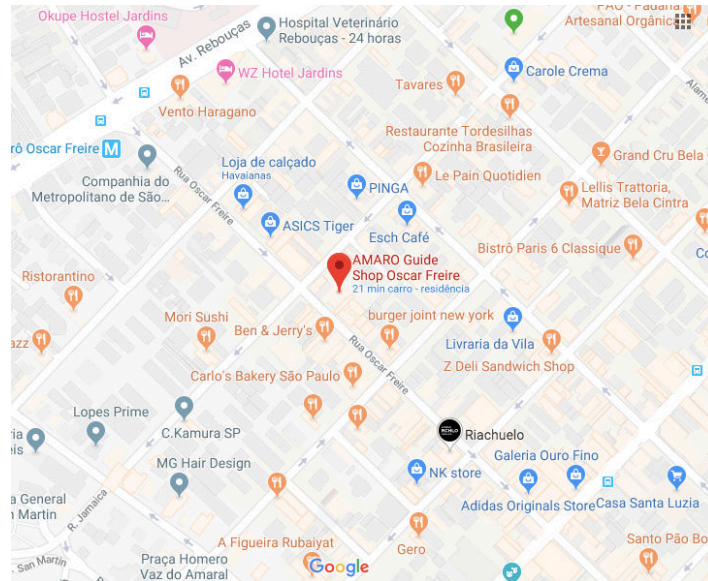 PÃO - Padaria
Artesanal Orgânic
Okupe Hostel Jardins
Hospital Veterinário
Rebouças - 24 horas
Av. Rebouças
WZ Hotel Jardins
Carole Crema
Tavares
Alame
Vento Haragano
Restaurante Tordesilhas
Cozinha Brasileira
rô Oscar Freire M
Grand Cru Bela
Loja de calçado
Havaianas
Rua Oscar Freire
Le Pain Quotidien
Companhia do
Metropolitano de São...
PINGA
Lellis Trattoria,
Matriz Bela Cintra
ASICS Tiger
Esch Café
Bistrô Paris 6 Classique
Co
AMARO Guide
Shop Oscar Freire
21 min carro - residência
Ristorantino
Mori Sushi
Ben & Jerry's
burger joint new york
azz
Rua Oscar Freire
Livraria da Vila
Z Deli Sandwich Shop
Carlo's Bakery São Paulo
Lopes Prime
C.Kamura SP
Riachuelo
RCHLO
ria
eis
MG Hair Design
Galeria Ouro Fino
NK store
a General
n Martin
R. Jamaica
Adidas Originals Store
Casa Santa Luzia
A Figueira Rubaiyat
Gero
Santo Pão Bo
. San Martin
Praça Homero
Vaz do Amaral
Google